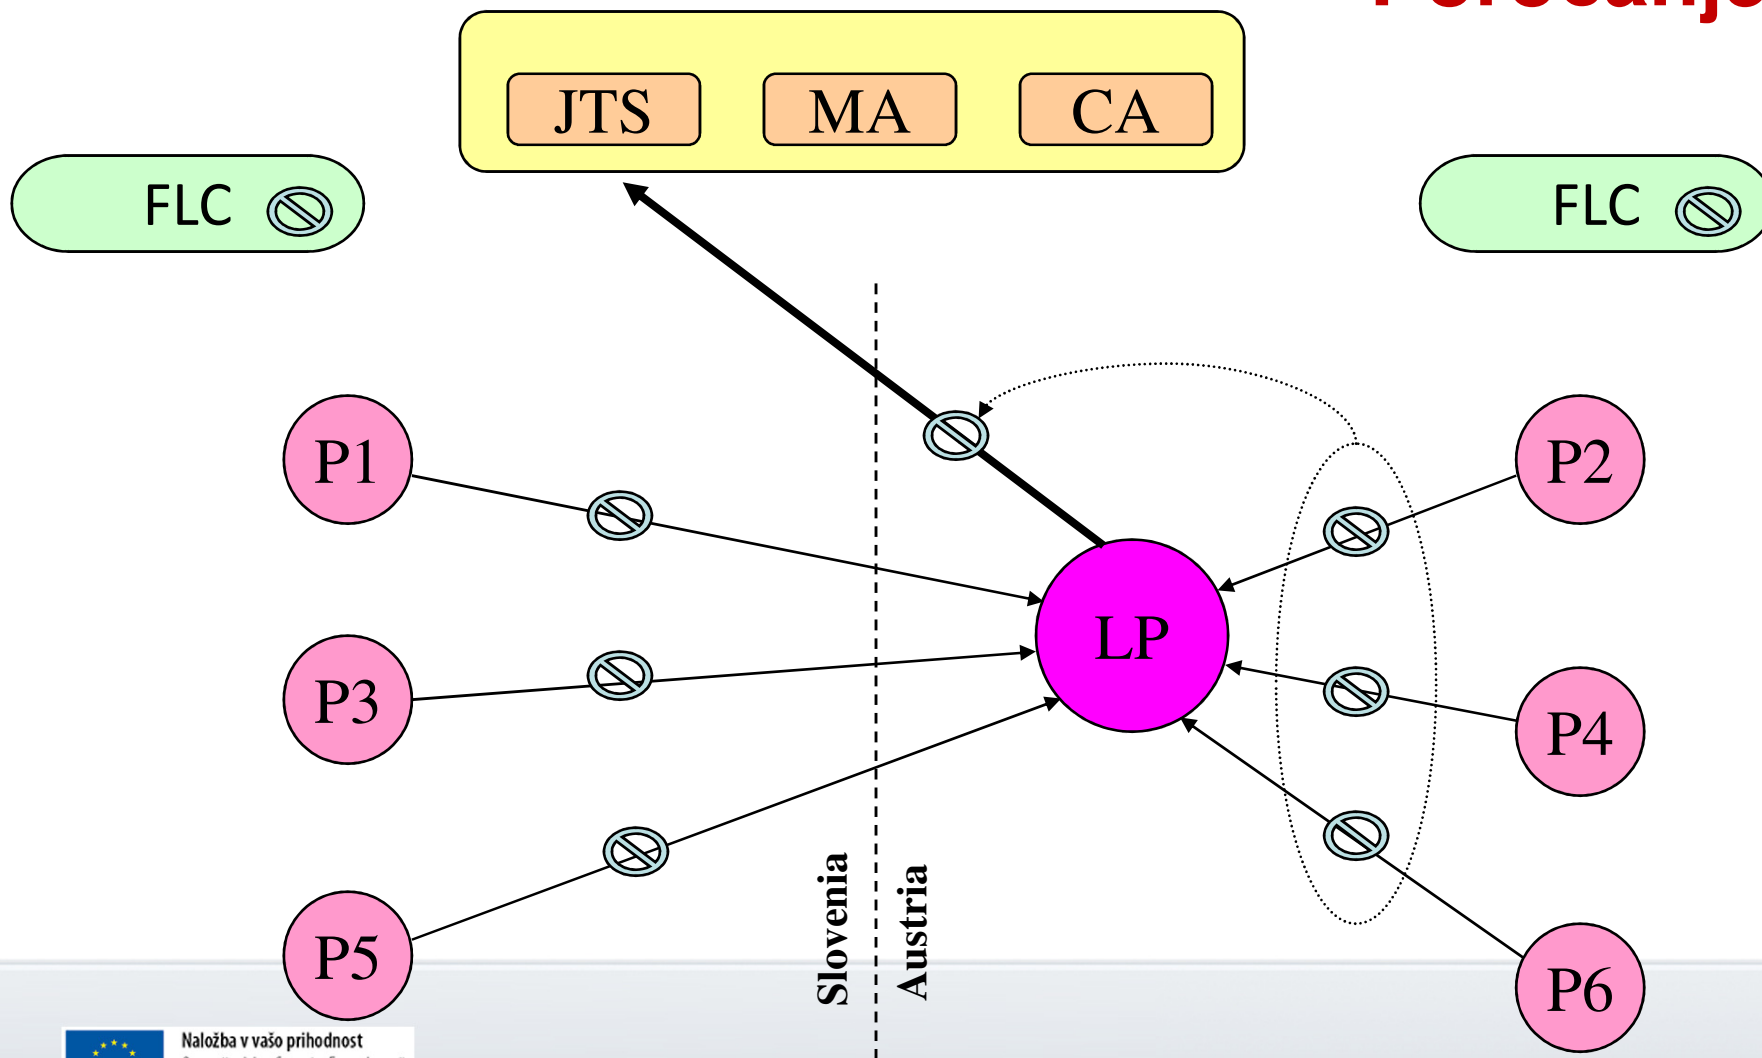 JTS MA CA
FLC FLC
P1 P2
LP
P3 P4
Slovenia
Austria
P5 P6
Naložba v vašo prihodnost